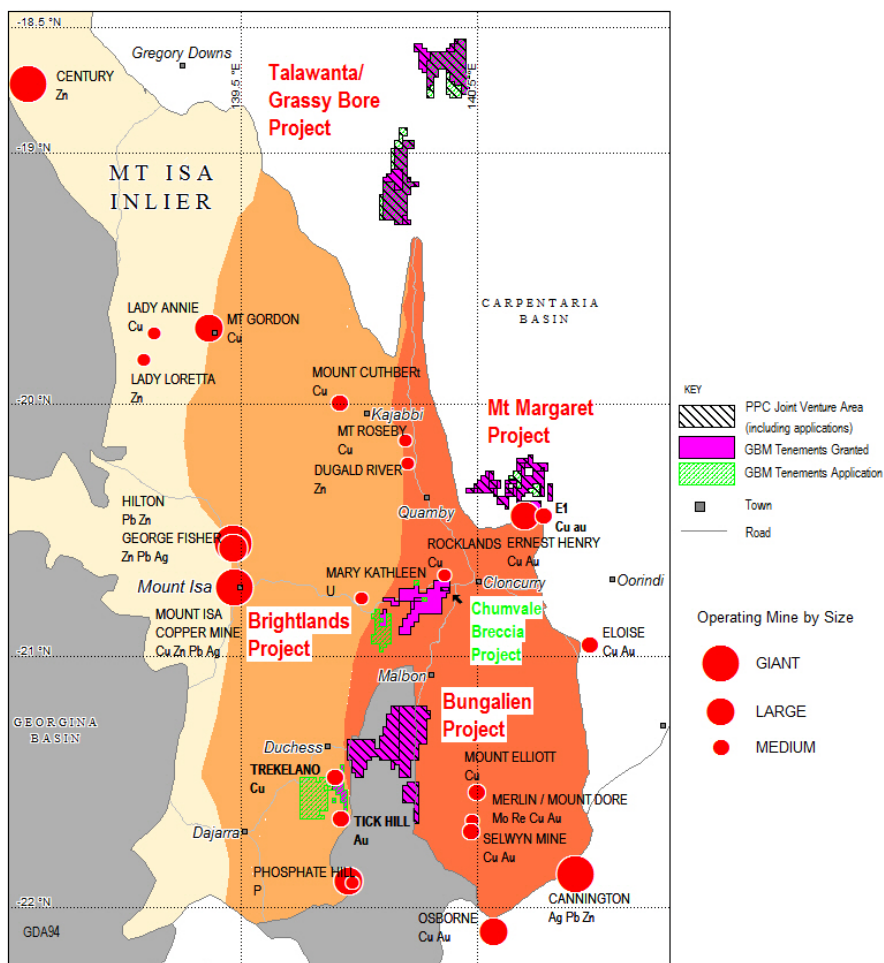 -18.5 °N
Gregory Downs
139.5 °E
140.5 °E
CENTURY
Zn
Talawanta/
Grassy Bore
Project
-19 °N
MT ISA
INLIER
CARPENTARIA
BASIN
LADY ANNIE
Cu
MT GORDON
Cu
LADY LORETTA
Zn
MOUNT CUTHBERt
Cu
-20 °N
Kajabbi
MT ROSEBY
Cu
DUGALD RIVER
Zn
Mt Margaret
Project
KEY
PPC Joint Venture Area
(including applications)
GBM Tenements Granted
GBM Tenements Application
Town
Road
HILTON
Pb Zn
GEORGE FISHER
Zn Pb Ag
Quamby
E1
Cu au
ROCKLANDS
Cu
ERNEST HENRY
Cu Au
Mount Isa
MARY KATHLEEN
U
Cloncurry
Oorindi
MOUNT ISA
COPPER MINE
Cu Zn Pb Ag
Brightlands
Project
Chumvale
Breccia
Project
ELOISE
Cu Au
Operating Mine by Size
GIANT
LARGE
MEDIUM
-21 °N
Malbon
GEORGINA
BASIN
Bungalien
Project
Duchess
TREKELANO
Cu
MOUNT ELLIOTT
Cu
MERLIN / MOUNT DORE
Mo Re Cu Au
TICK HILL
Au
SELWYN MINE
Cu Au
Dajarra
PHOSPHATE HILL
P
CANNINGTON
Ag Pb Zn
-22 °N
OSBORNE
Cu Au
GDA94